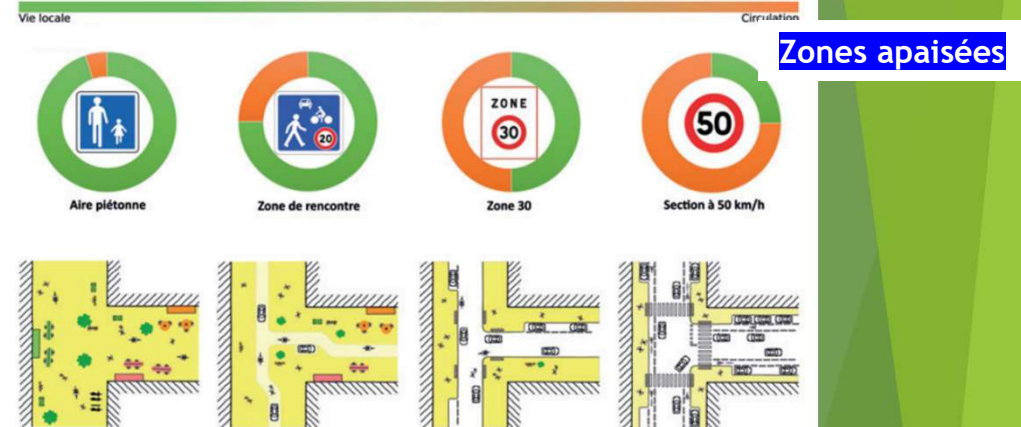 Vie locale
Circulation
Zones apaisées
20
ZONE
30
50
Aire piétonne
Zone de rencontre
Zone 30
Section à 50 km/h